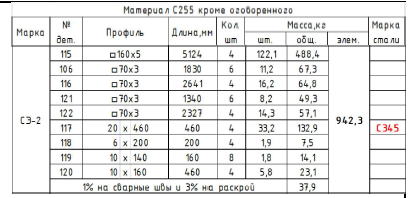 Материал С255 кроме оговоренного
Марка № дет. Профиль Длина,мм Кол шт Масса,кг шт. общ. элем. Марка стали
СЗ-2 942,3
115 □160х5 5124 4 122,1 488,4
106 □70х3 1830 6 11,2 67,3
116 □70х3 2641 4 16,2 64,8
121 □70х3 1340 6 8,2 49,3
122 □70х3 2327 4 14,3 57,1
117 20 х 460 460 4 33,2 132,9 С345
118 6 х 200 200 4 1,9 7,5
119 10 х 140 160 8 1,8 14,1
120 10 х 160 460 4 5,8 23,1
1% на сварные швы и 3% на раскрой 37,9